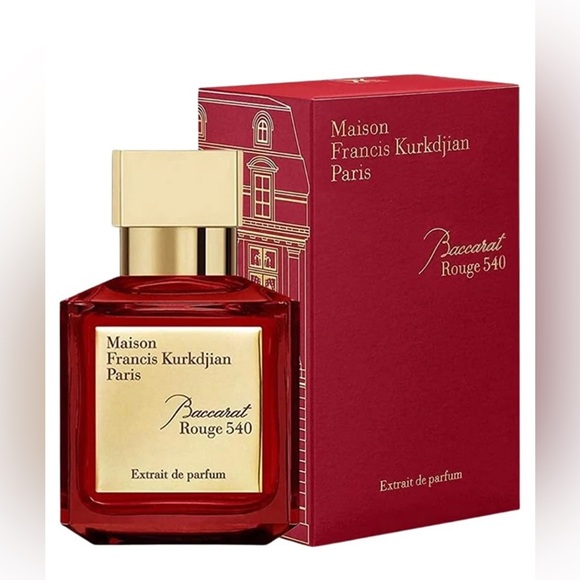 Maison
Francis Kurkdjian
Paris
Baccarat
Rouge 540
Extrait de parfum
Maison
Francis Kurkdjian
Paris
Baccarat
Rouge 540
Extrait de parfum